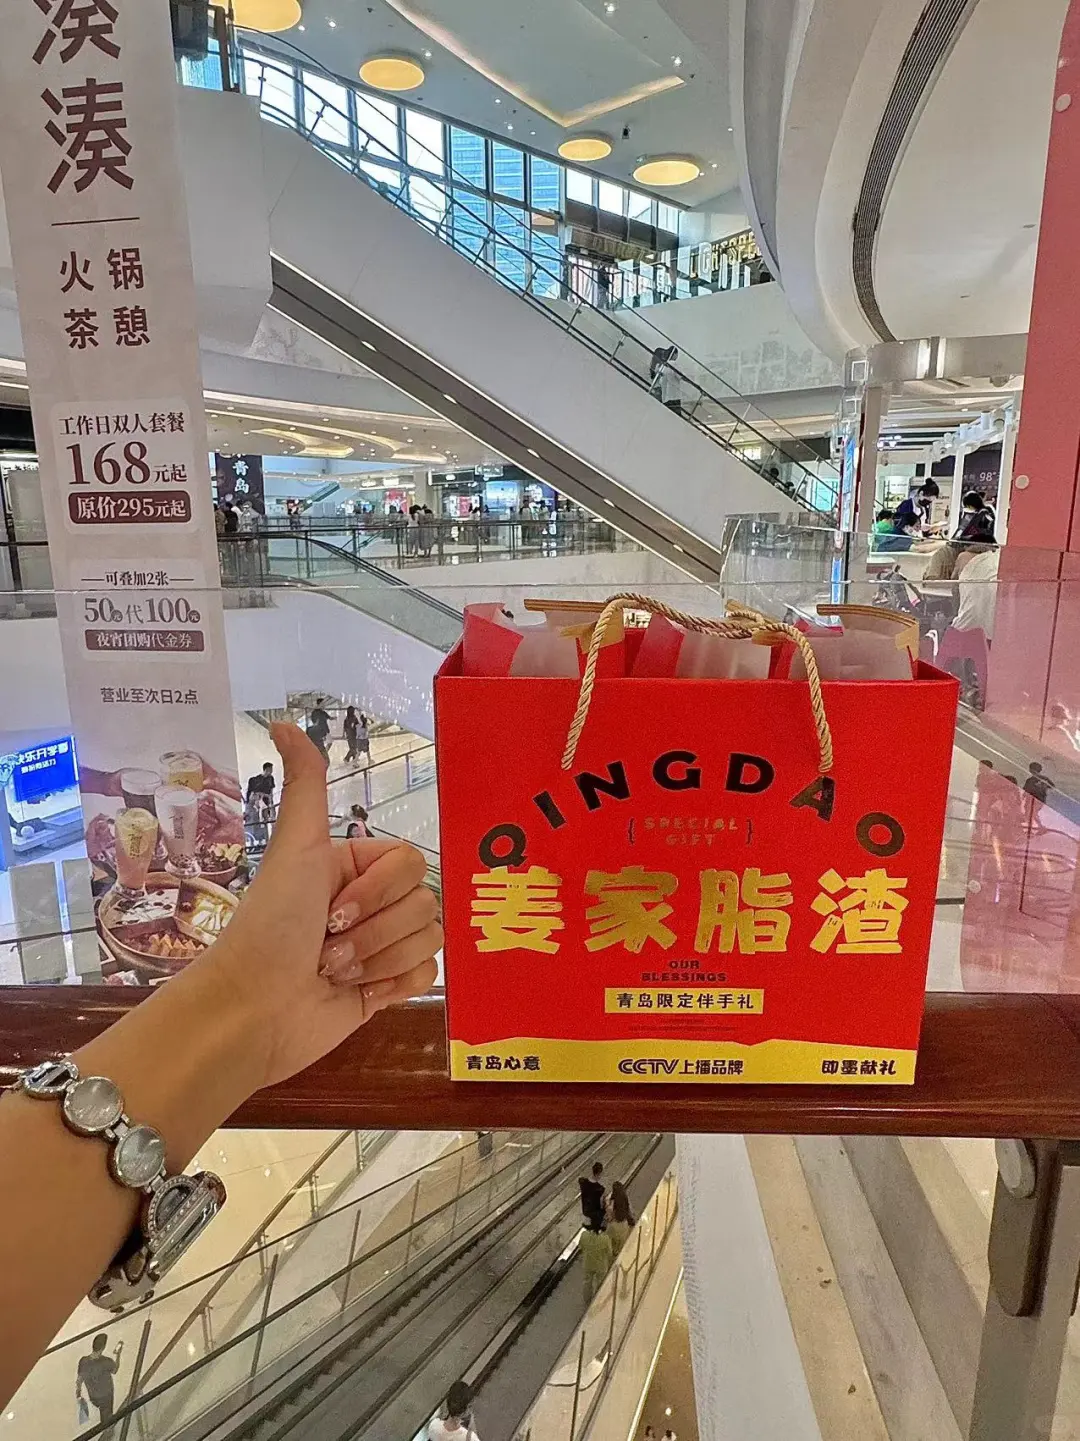 湊
湊
火锅
茶憩
工作日双人套餐
168元起
原价295元起
可叠加2张
50元代100元
夜宵团购代金券
营业至次日2点
青岛
QINGDAO
{ SPECIAL
GIFT }
姜家脂渣
OUR
BLESSINGS
青岛限定伴手礼
青岛心意
CCTV上播品牌
即墨献礼